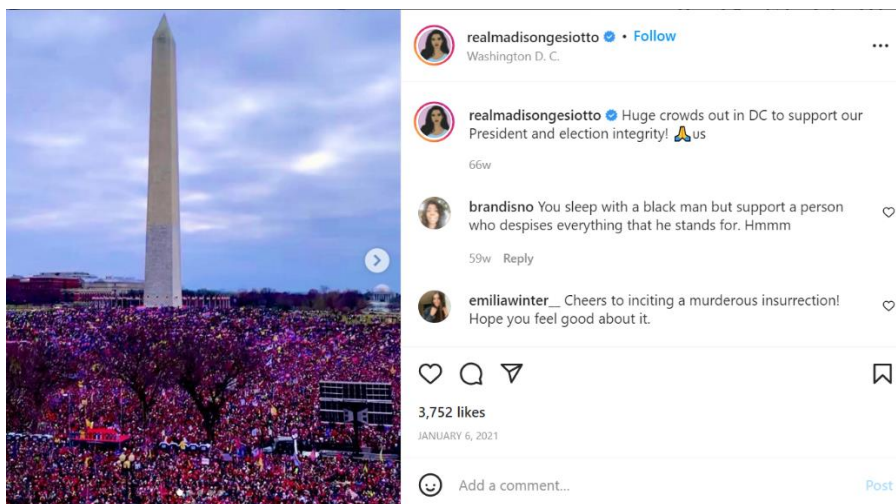 realmadisongesiotto • Follow
Washington D. C.
realmadisongesiotto Huge crowds out in DC to support our
President and election integrity! 🙏us
66w
brandisno You sleep with a black man but support a person
who despises everything that he stands for. Hmmm
59w Reply
emiliawinter__ Cheers to inciting a murderous insurrection!
Hope you feel good about it.
3,752 likes
JANUARY 6, 2021
Add a comment...
Post